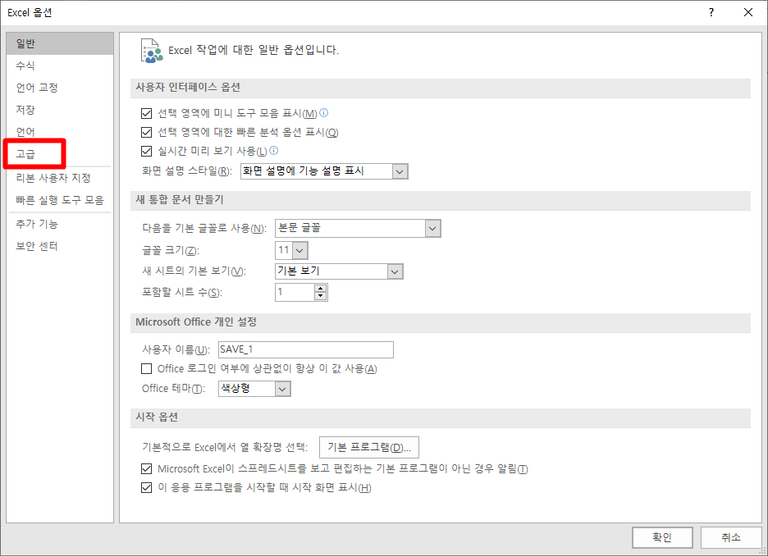 Excel 옵션
?
일반
수식
언어 교정
저장
언어
고급
리본 사용자 지정
빠른 실행 도구 모음
추가 기능
보안 센터
Excel 작업에 대한 일반 옵션입니다.
사용자 인터페이스 옵션
선택 영역에 미니 도구 모음 표시(M)
선택 영역에 대한 빠른 분석 옵션 표시(Q)
실시간 미리 보기 사용(L)
화면 설명 스타일(R): 화면 설명에 기능 설명 표시
새 통합 문서 만들기
다음을 기본 글꼴로 사용(N): 본문 글꼴
글꼴 크기(Z): 11
새 시트의 기본 보기(V): 기본 보기
포함할 시트 수(S): 1
Microsoft Office 개인 설정
사용자 이름(U): SAVE_1
Office 로그인 여부에 상관없이 항상 이 값 사용(A)
Office 테마(T): 색상형
시작 옵션
기본적으로 Excel에서 열 확장명 선택: 기본 프로그램(D)...
Microsoft Excel이 스프레드시트를 보고 편집하는 기본 프로그램이 아닌 경우 알림(T)
이 응용 프로그램을 시작할 때 시작 화면 표시(H)
확인 취소